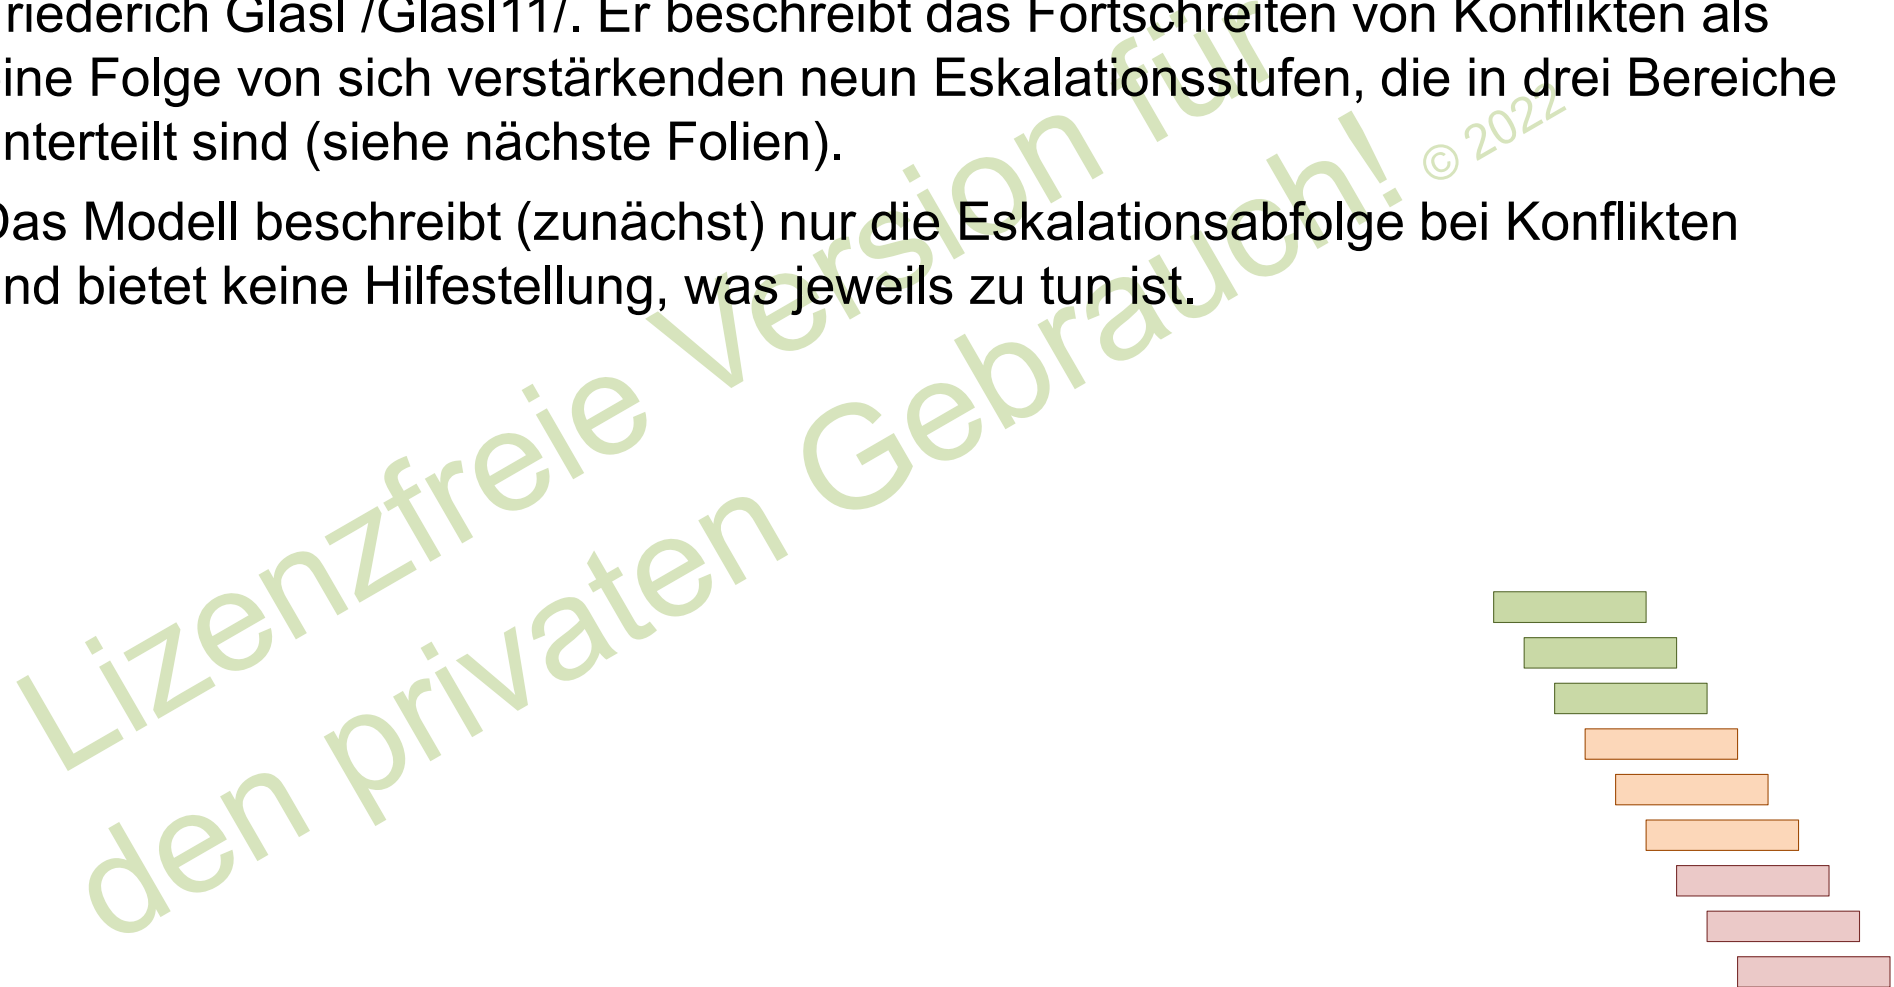 riederich Glasl /Glasl11/. Er beschreibt das Fortschreiten von Konflikten als
ine Folge von sich verstärkenden neun Eskalationsstufen, die in drei Bereiche
nterteilt sind (siehe nächste Folien).
Das Modell beschreibt (zunächst) nur die Eskalationsabfolge bei Konflikten
nd bietet keine Hilfestellung, was jeweils zu tun ist.
Lizenzfreie Version für
den privaten Gebrauch! © 2022